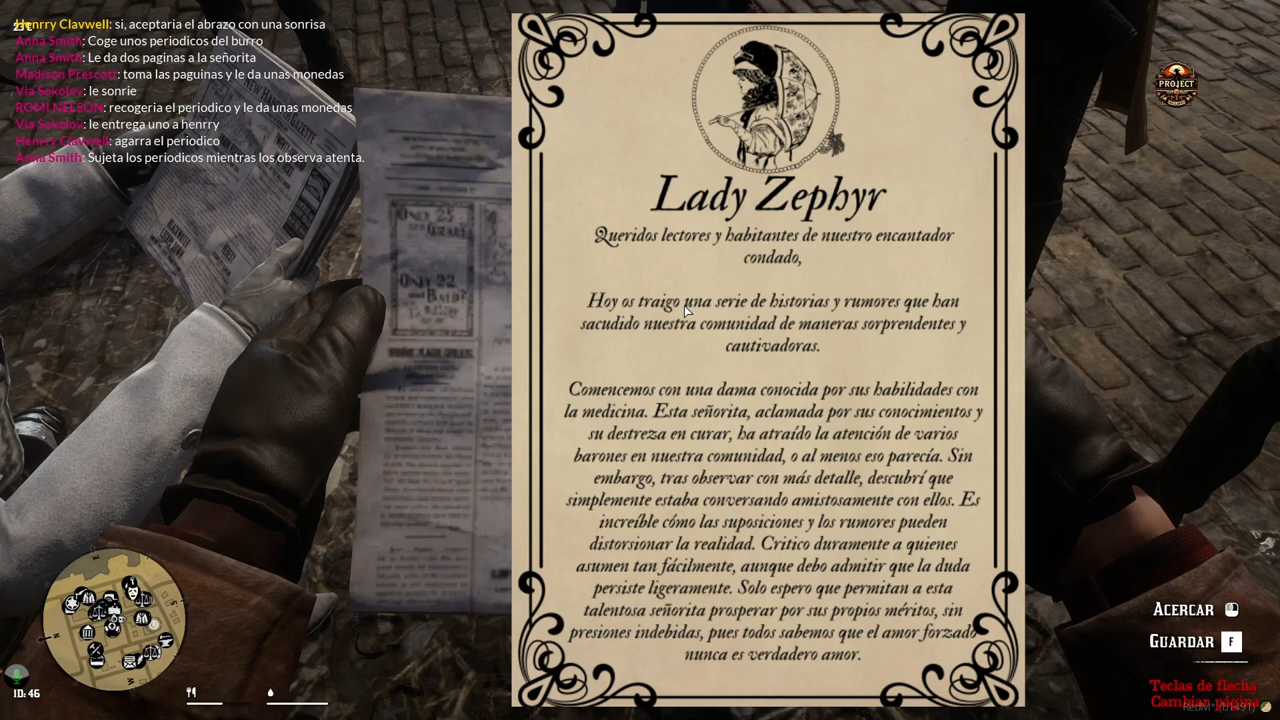 Henrry Clavwell: si, aceptaria el abrazo con una sonrisa
Anna Smith: Coge unos periodicos del burro
Anna Smith: Le da dos paginas a la señorita
Madison Prescott: toma las paguinas y le da unas monedas
Via Sokolov: le sonrie
ROMI NELSON: recogeria el periodico y le da unas monedas
Via Sokolov: le entrega uno a henrry
Henrry Clavwell: agarra el periodico
Anna Smith: Sujeta los periodicos mientras los observa atenta.
PROJECT
Lady Zephyr
Queridos lectores y habitantes de nuestro encantador
condado,
Hoy os traigo una serie de historias y rumores que han
sacudido nuestra comunidad de maneras sorprendentes y
cautivadoras.
Comencemos con una dama conocida por sus habilidades con
la medicina. Esta señorita, aclamada por sus conocimientos y
su destreza en curar, ha atraído la atención de varios
barones en nuestra comunidad, o al menos eso parecía. Sin
embargo, tras observar con más detalle, descubrí que
simplemente estaba conversando amistosamente con ellos. Es
increíble cómo las suposiciones y los rumores pueden
distorsionar la realidad. Critico duramente a quienes
asumen tan fácilmente, aunque debo admitir que la duda
persiste ligeramente. Solo espero que permitan a esta
talentosa señorita prosperar por sus propios méritos, sin
presiones indebidas, pues todos sabemos que el amor forzado
nunca es verdadero amor.
ONLY 25
ONLY 22
ACERCAR
GUARDAR F
Teclas de flecha
Cambiar página
RedM
ID: 46